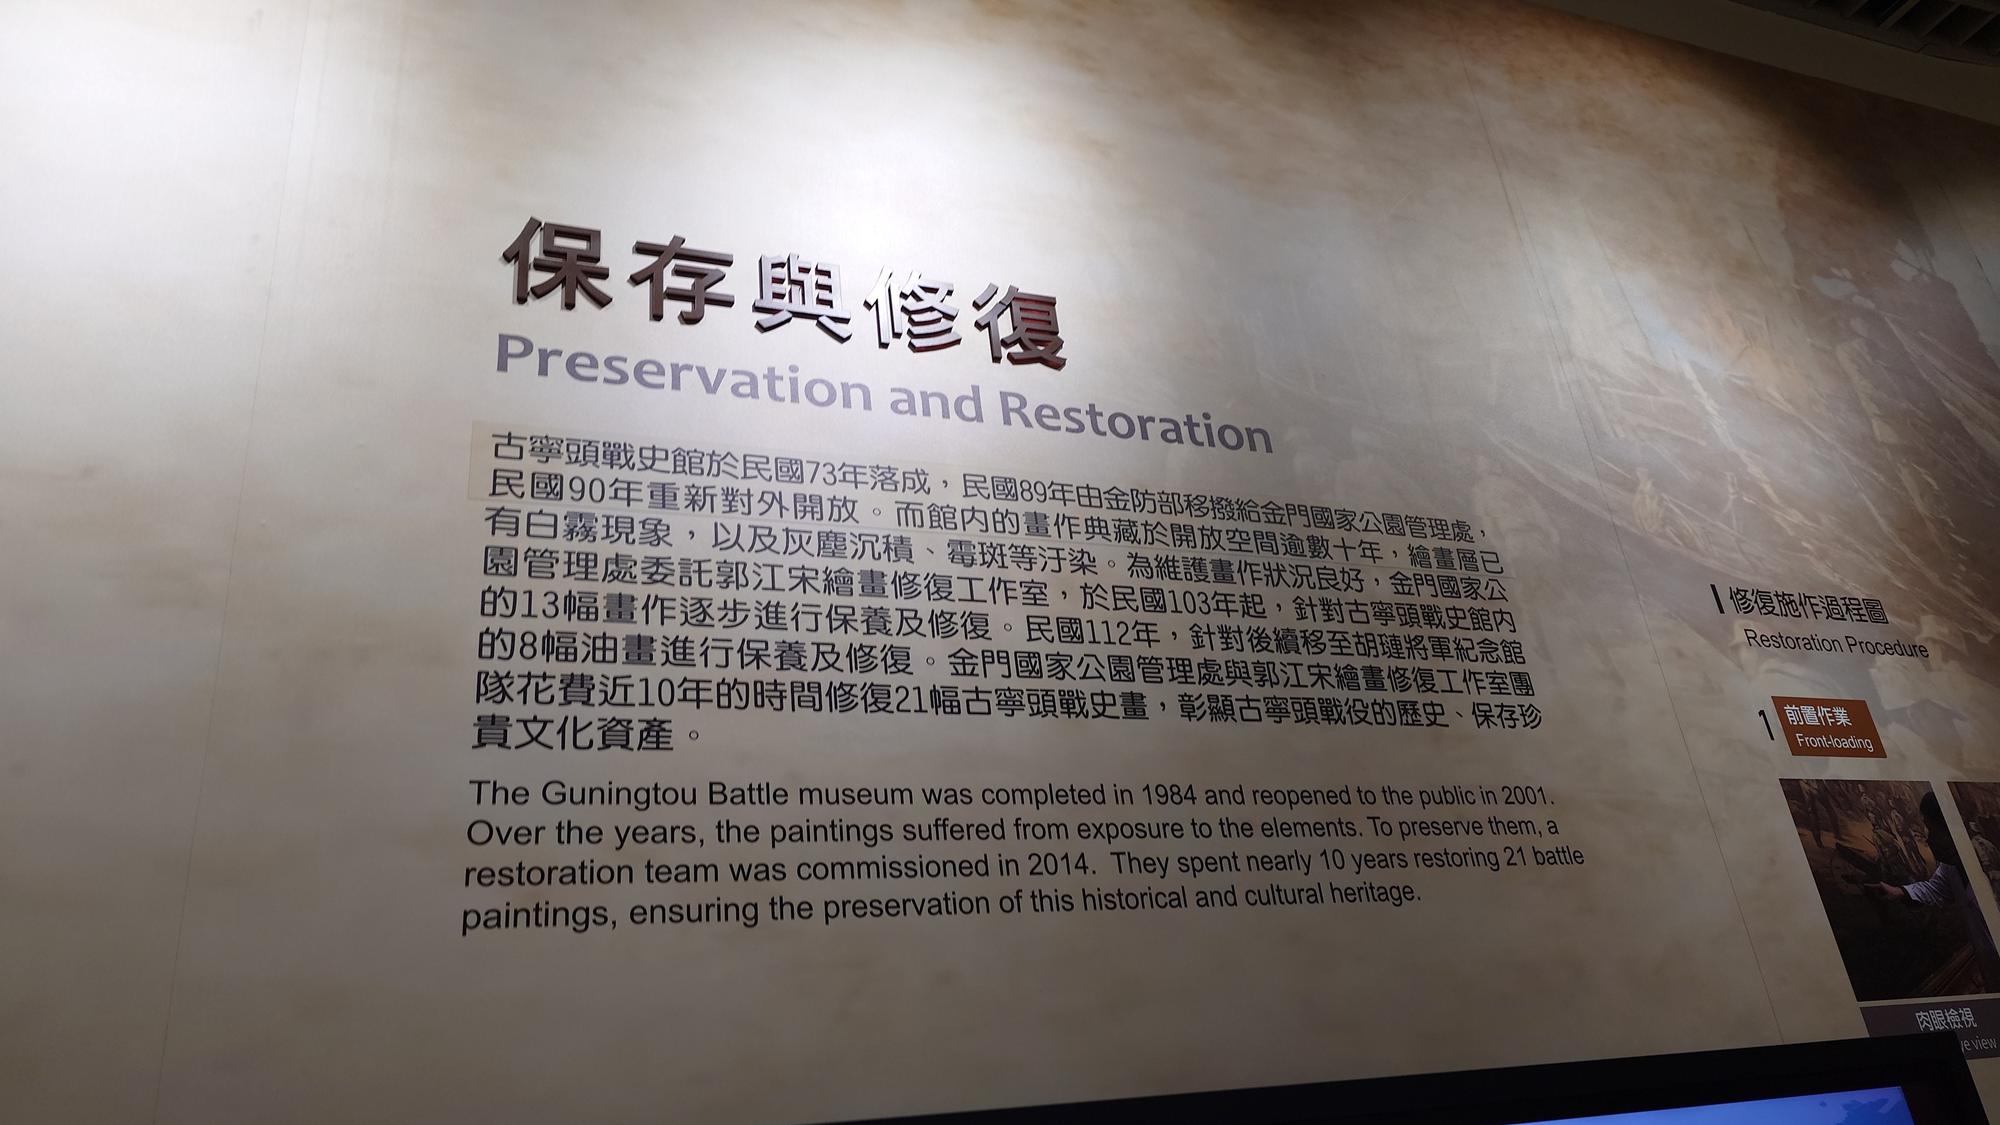 保存與修復
Preservation and Restoration
古寧頭戰史館於民國73年落成，民國89年由金防部移撥給金門國家公園管理處，
民國90年重新對外開放。而館內的畫作典藏於開放空間逾數十年，繪畫層已
有白霧現象，以及灰塵沉積、霉斑等汙染。為維護畫作狀況良好，金門國家公
園管理處委託郭江宋繪畫修復工作室，於民國103年起，針對古寧頭戰史館內
的13幅畫作逐步進行保養及修復。民國112年，針對後續移至胡璉將軍紀念館
的8幅油畫進行保養及修復。金門國家公園管理處與郭江宋繪畫修復工作室團
隊花費近10年的時間修復21幅古寧頭戰史畫，彰顯古寧頭戰役的歷史、保存珍
貴文化資產。
The Guningtou Battle museum was completed in 1984 and reopened to the public in 2001.
Over the years, the paintings suffered from exposure to the elements. To preserve them, a
restoration team was commissioned in 2014. They spent nearly 10 years restoring 21 battle
paintings, ensuring the preservation of this historical and cultural heritage.
修復施作過程圖
Restoration Procedure
1
前置作業
Front-loading
肉眼檢視
view